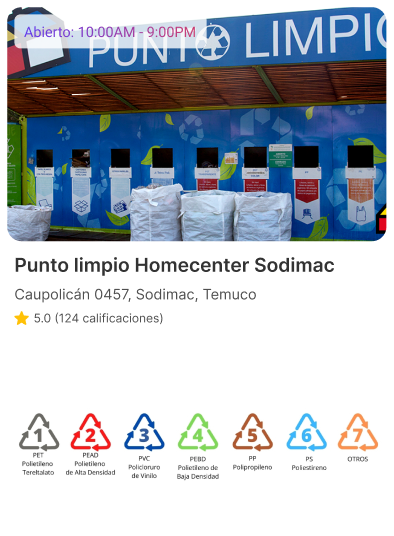 Abierto: 10:00AM - 9:00PM
PUNTO LIMPIO
Punto limpio Homecenter Sodimac
Caupolicán 0457, Sodimac, Temuco
5.0 (124 calificaciones)
1 2 3 4 5 6 7
PET
Polietileno
Tereltalato
PEAD
Polietileno
de Alta Densidad
PVC
Policloruro
de Vinilo
PEBD
Polietileno de
Baja Densidad
PP
Polipropileno
PS
Poliestireno
OTROS